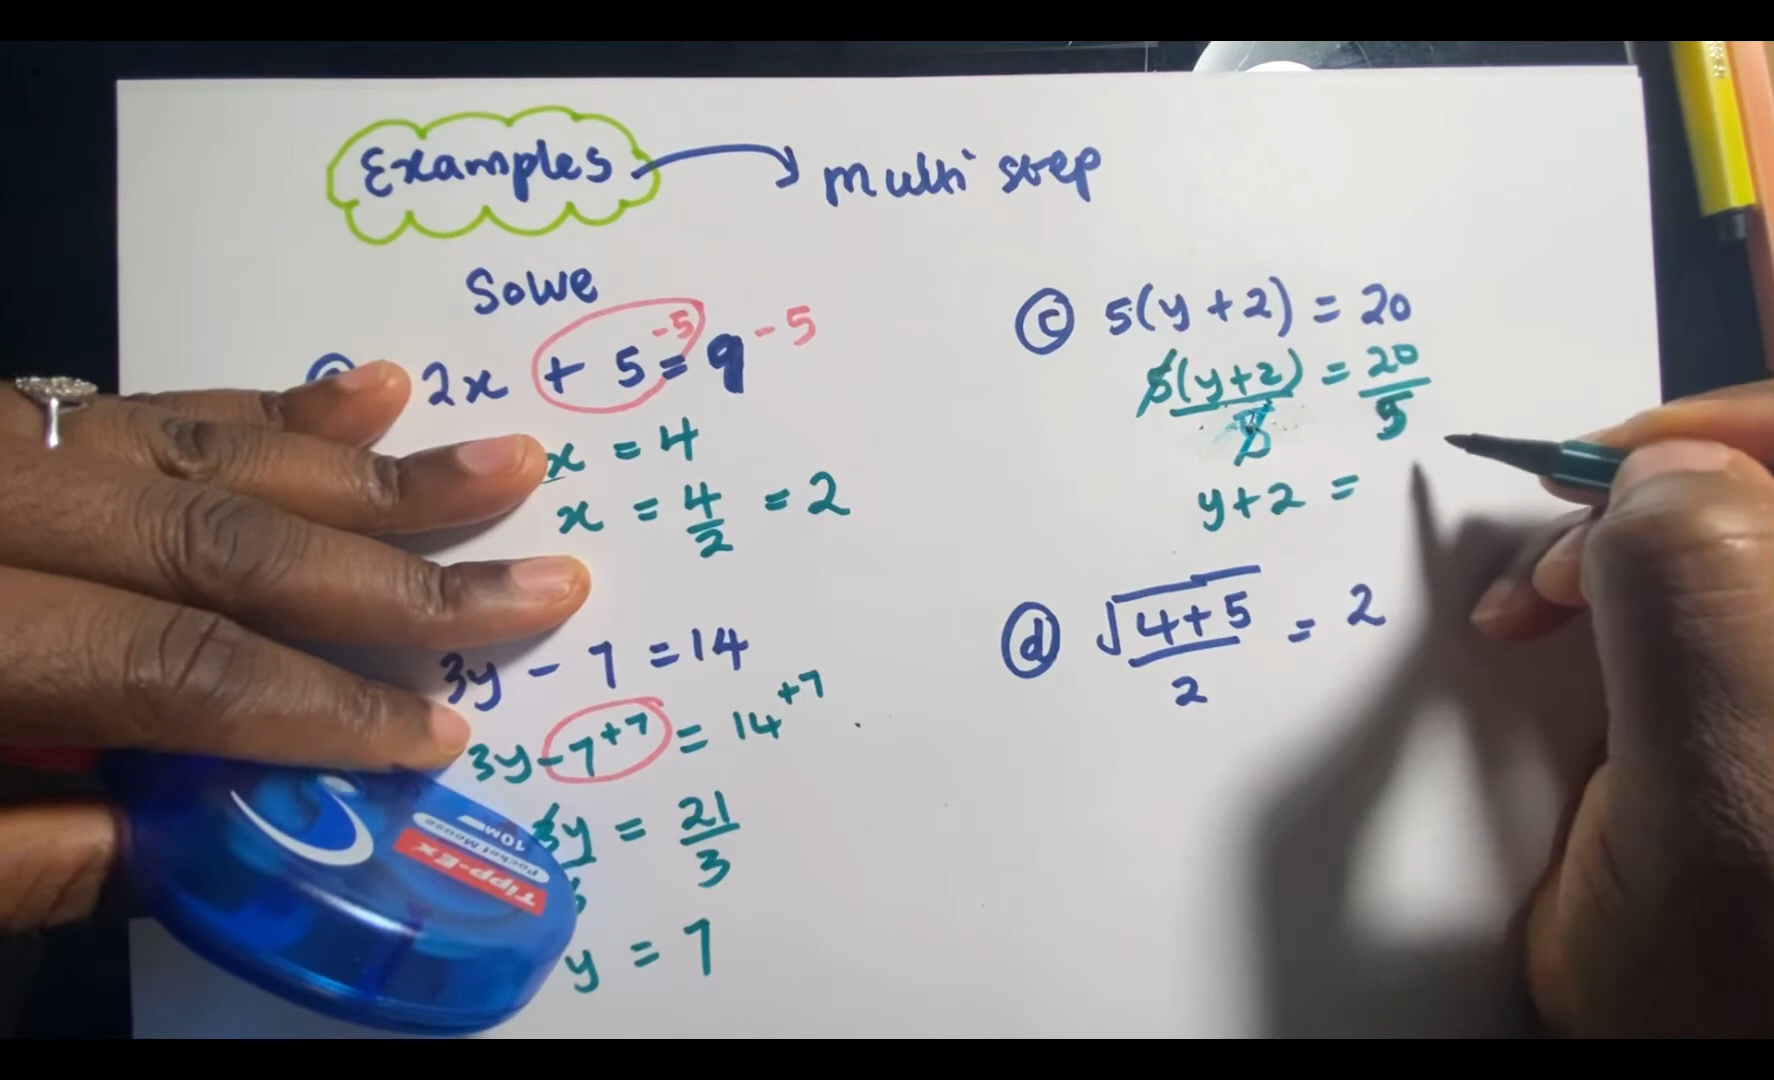 Examples → multi step
Solve
2x + 5 -5 = 9 - 5
x = 4
x = 4/2 = 2
3y - 7 = 14
3y - 7 +7 = 14 +7
3y/3 = 21/3
y = 7
Tipp-Ex
Pocket Mouse
10M
c 5(y + 2) = 20
5(y+2)/5 = 20/5
y+2 =
d √4+5/2 = 2